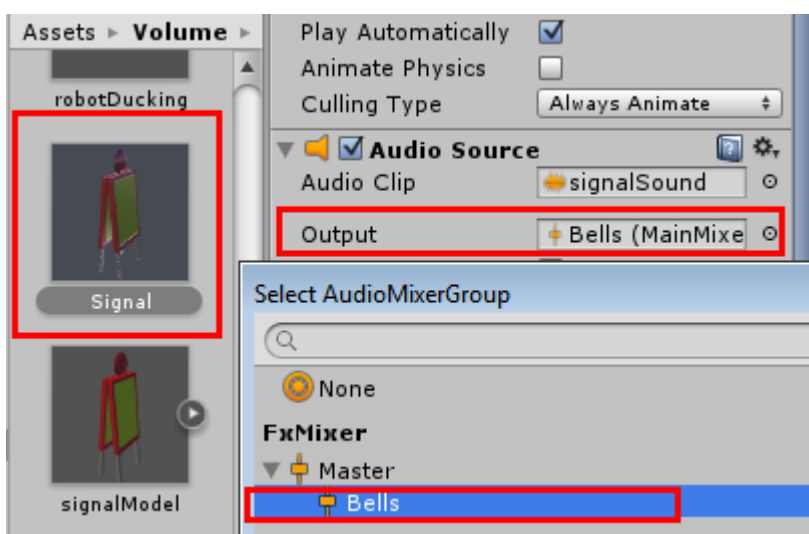 Assets ▸ Volume ▸
robotDucking
Signal
signalModel
Play Automatically
Animate Physics
Culling Type Always Animate
Audio Source
Audio Clip signalSound
Output Bells (MainMixe
Select AudioMixerGroup
None
FxMixer
Master
Bells